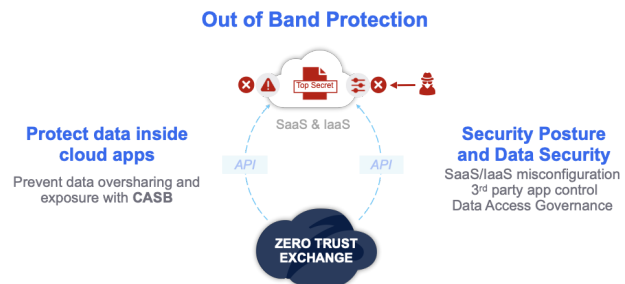 Out of Band Protection
Top Secret
SaaS & IaaS
Protect data inside
cloud apps
Prevent data oversharing and
exposure with CASB
API
API
Security Posture
and Data Security
SaaS/IaaS misconfiguration
3rd party app control
Data Access Governance
ZERO TRUST
EXCHANGE